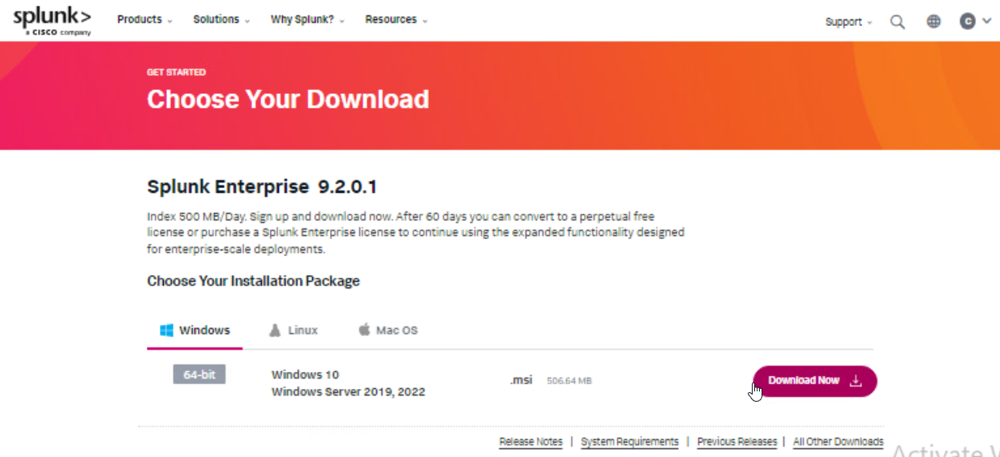 splunk>
a CISCO company
Products
Solutions
Why Splunk?
Resources
Support
C
GET STARTED
Choose Your Download
Splunk Enterprise 9.2.0.1
Index 500 MB/Day. Sign up and download now. After 60 days you can convert to a perpetual free
license or purchase a Splunk Enterprise license to continue using the expanded functionality designed
for enterprise-scale deployments.
Choose Your Installation Package
Windows
Linux
Mac OS
64-bit
Windows 10
Windows Server 2019, 2022
.msi 506.64 MB
Download Now
Release Notes | System Requirements | Previous Releases | All Other Downloads
Activate W